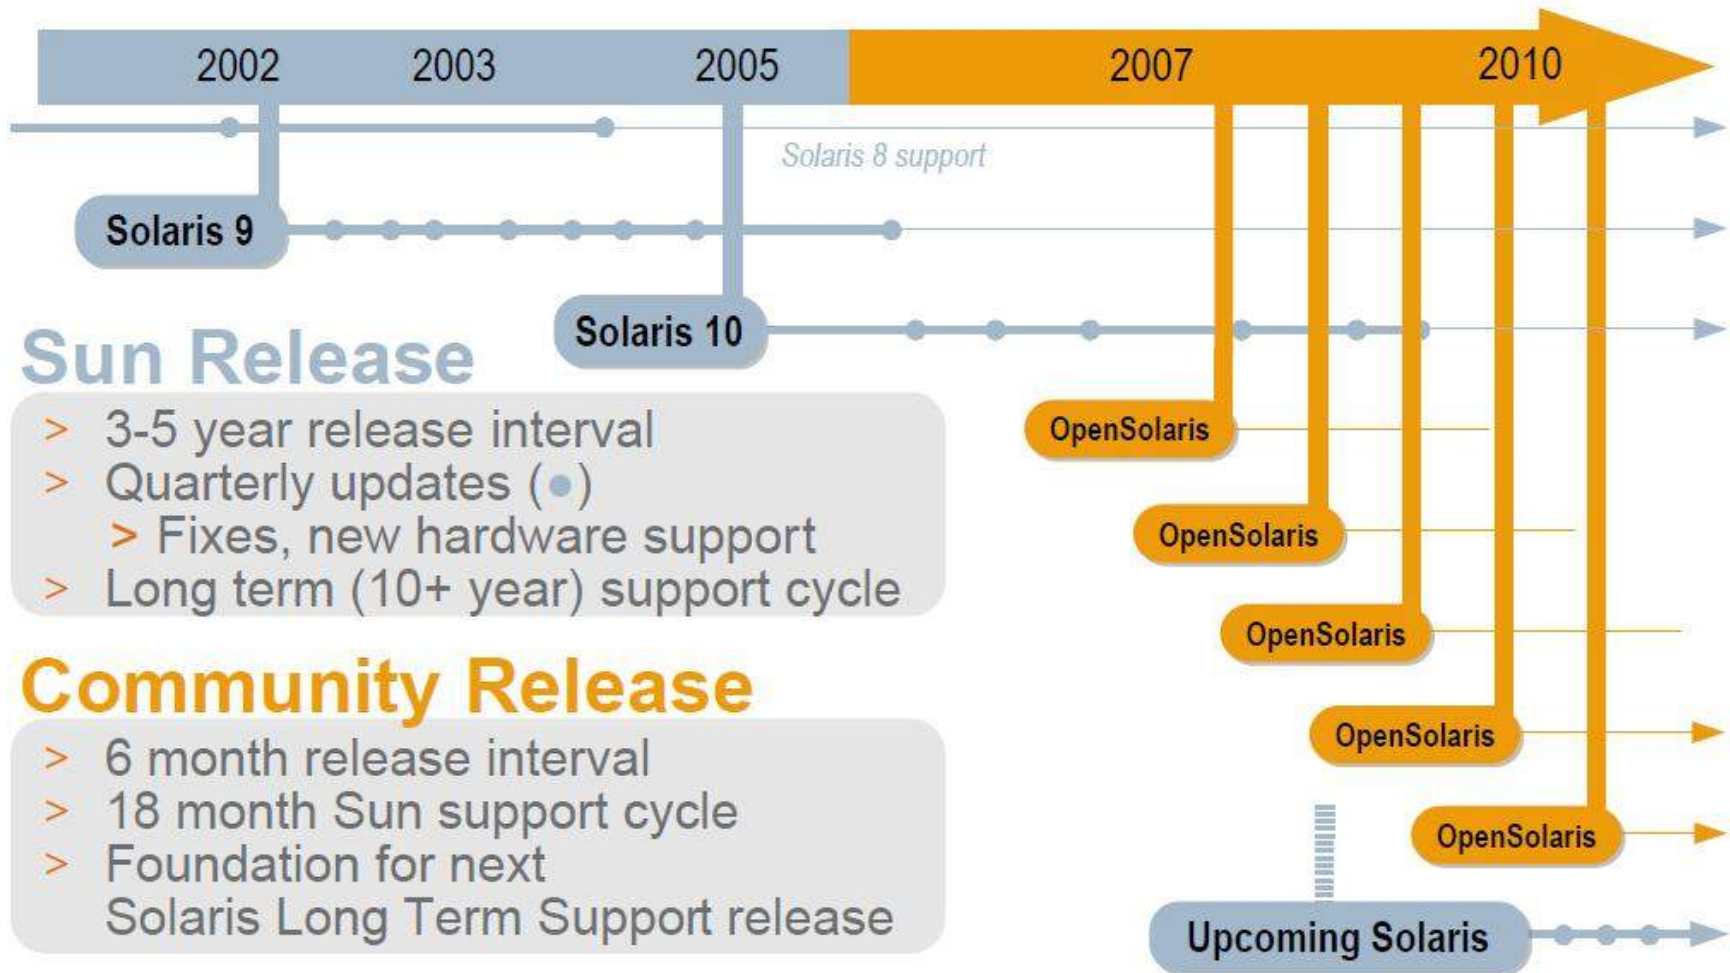 2002 2003 2005 2007 2010
Solaris 8 support
Solaris 9
Solaris 10
Sun Release
> 3-5 year release interval
> Quarterly updates (●)
> Fixes, new hardware support
> Long term (10+ year) support cycle
Community Release
> 6 month release interval
> 18 month Sun support cycle
> Foundation for next
Solaris Long Term Support release
OpenSolaris
OpenSolaris
OpenSolaris
OpenSolaris
OpenSolaris
Upcoming Solaris